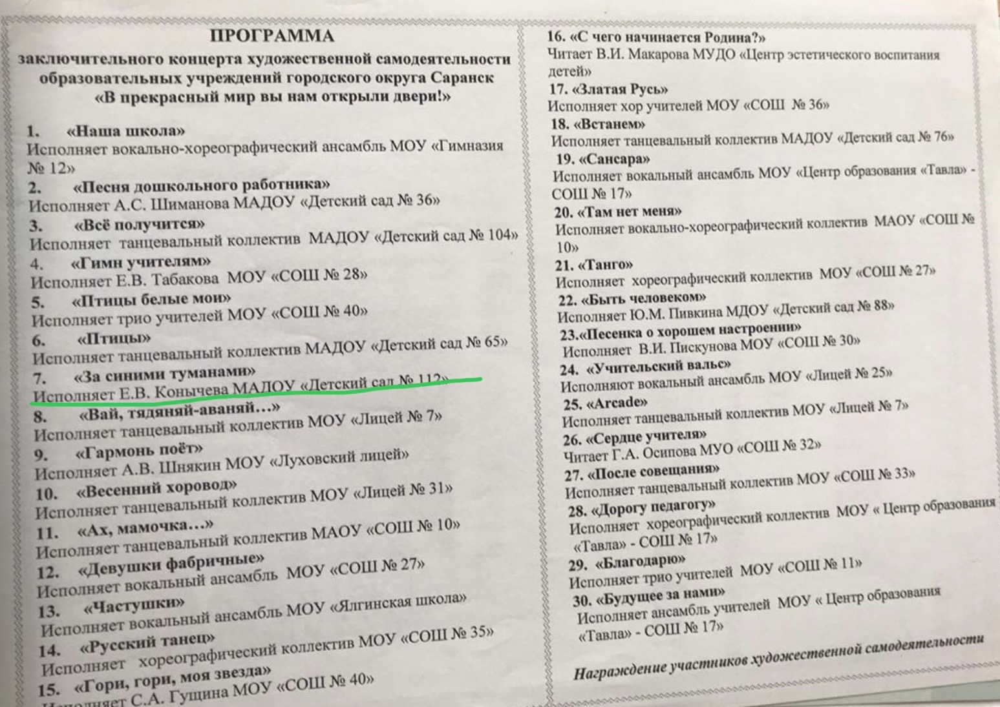 ПРОГРАММА
заключительного концерта художественной самодеятельности
образовательных учреждений городского округа Саранск
«В прекрасный мир вы нам открыли двери!»
1. «Наша школа»
Исполняет вокально-хореографический ансамбль МОУ «Гимназия
№ 12»
2. «Песня дошкольного работника»
Исполняет А.С. Шиманова МАДОУ «Детский сад № 36»
3. «Всё получится»
Исполняет танцевальный коллектив МАДОУ «Детский сад № 104»
4. «Гимн учителям»
Исполняет Е.В. Табакова МОУ «СОШ № 28»
5. «Птицы белые мои»
Исполняет трио учителей МОУ «СОШ № 40»
6. «Птицы»
Исполняет танцевальный коллектив МАДОУ «Детский сад № 65»
7. «За синими туманами»
Исполняет Е.В. Конычева МАДОУ «Детский сад № 112»
8. «Вай, тядяняй-аваняй…»
Исполняет танцевальный коллектив МОУ «Лицей № 7»
9. «Гармонь поёт»
Исполняет А.В. Шнякин МОУ «Луховский лицей»
10. «Весенний хоровод»
Исполняет танцевальный коллектив МОУ «Лицей № 31»
11. «Ах, мамочка…»
Исполняет танцевальный коллектив МАОУ «СОШ № 10»
12. «Девушки фабричные»
Исполняет вокальный ансамбль МОУ «СОШ № 27»
13. «Частушки»
Исполняет вокальный ансамбль МОУ «Ялгинская школа»
14. «Русский танец»
Исполняет хореографический коллектив МОУ «СОШ № 35»
15. «Гори, гори, моя звезда»
Исполняет С.А. Гущина МОУ «СОШ № 40»
16. «С чего начинается Родина?»
Читает В.И. Макарова МУДО «Центр эстетического воспитания
детей»
17. «Златая Русь»
Исполняет хор учителей МОУ «СОШ № 36»
18. «Встанем»
Исполняет танцевальный коллектив МАДОУ «Детский сад № 76»
19. «Сансара»
Исполняет вокальный ансамбль МОУ «Центр образования «Тавла» -
СОШ № 17»
20. «Там нет меня»
Исполняет вокально-хореографический коллектив МАОУ «СОШ №
10»
21. «Танго»
Исполняет хореографический коллектив МОУ «СОШ № 27»
22. «Быть человеком»
Исполняет Ю.М. Пивкина МДОУ «Детский сад № 88»
23.«Песенка о хорошем настроении»
Исполняет В.И. Пискунова МОУ «СОШ № 30»
24. «Учительский вальс»
Исполняют вокальный ансамбль МОУ «Лицей № 25»
25. «Arcade»
Исполняет танцевальный коллектив МОУ «Лицей № 7»
26. «Сердце учителя»
Читает Г.А. Осипова МУО «СОШ № 32»
27. «После совещания»
Исполняет танцевальный коллектив МОУ «СОШ № 33»
28. «Дорогу педагогу»
Исполняет хореографический коллектив МОУ « Центр образования
«Тавла» - СОШ № 17»
29. «Благодарю»
Исполняет трио учителей МОУ «СОШ № 11»
30. «Будущее за нами»
Исполняет ансамбль учителей МОУ « Центр образования
«Тавла» - СОШ № 17»
Награждение участников художественной самодеятельности